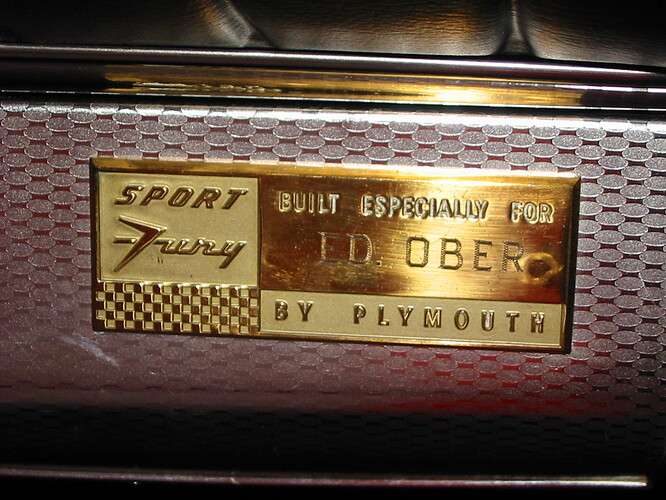 SPORT
Fury
BUILT ESPECIALLY FOR
ED. OBER
BY PLYMOUTH